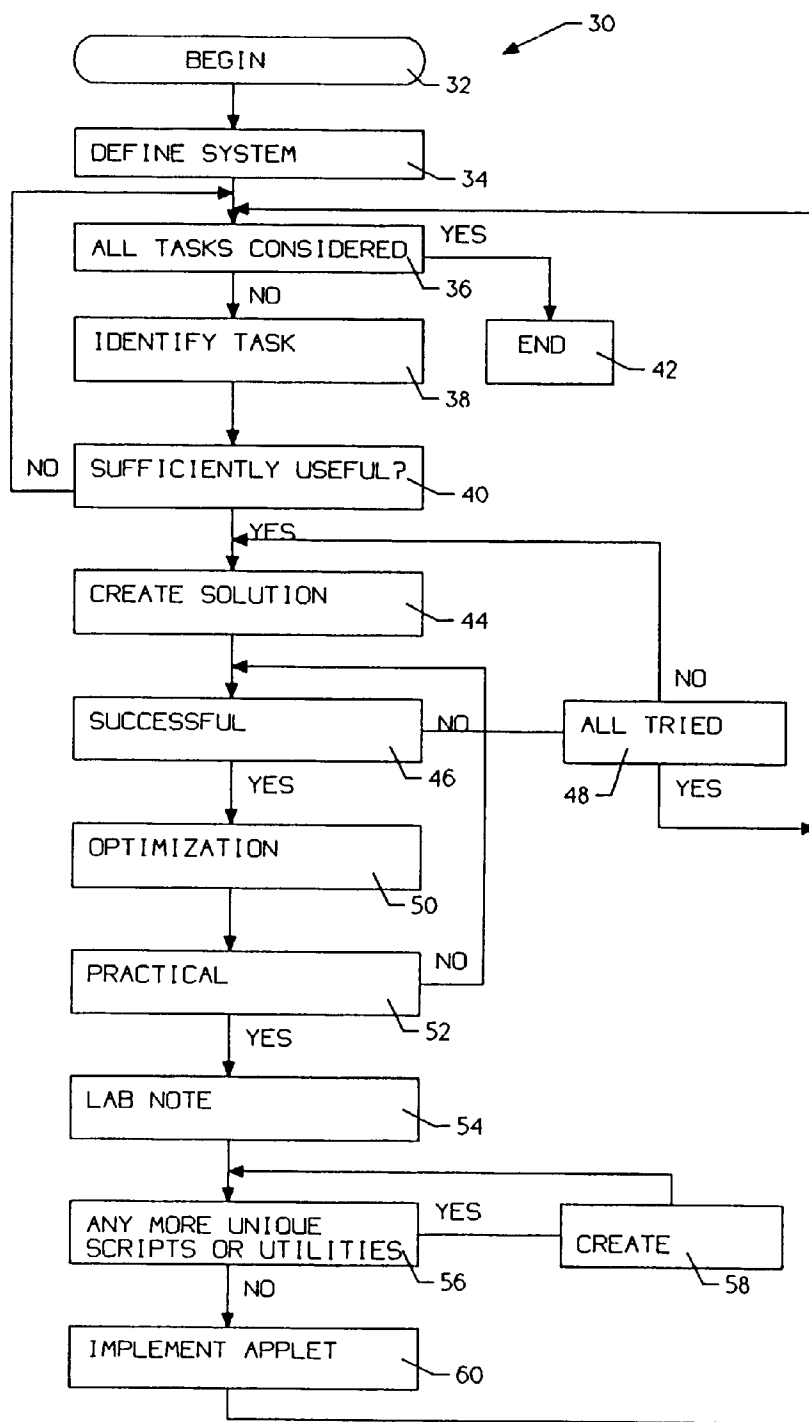 30
BEGIN
32
DEFINE SYSTEM
34
ALL TASKS CONSIDERED
36
YES
NO
IDENTIFY TASK
38
END
42
SUFFICIENTLY USEFUL?
40
NO
YES
CREATE SOLUTION
44
SUCCESSFUL
46
NO
ALL TRIED
48
NO
YES
YES
OPTIMIZATION
50
PRACTICAL
52
NO
YES
LAB NOTE
54
ANY MORE UNIQUE
SCRIPTS OR UTILITIES
56
YES
CREATE
58
NO
IMPLEMENT APPLET
60